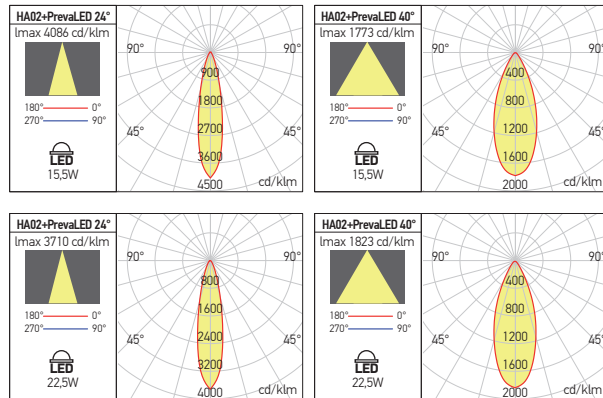 HA02+PrevaLED 24°
Imax 4086 cd/klm
180° 0°
270° 90°
LED
15,5W
90° 90°
900
1800
45° 2700 45°
3600
4500 cd/klm
HA02+PrevaLED 40°
Imax 1773 cd/klm
180° 0°
270° 90°
LED
15,5W
90° 90°
400
800
45° 1200 45°
1600
2000 cd/klm
HA02+PrevaLED 24°
Imax 3710 cd/klm
180° 0°
270° 90°
LED
22,5W
90° 90°
800
1600
45° 2400 45°
3200
4000 cd/klm
HA02+PrevaLED 40°
Imax 1823 cd/klm
180° 0°
270° 90°
LED
22,5W
90° 90°
400
800
45° 1200 45°
1600
2000 cd/klm